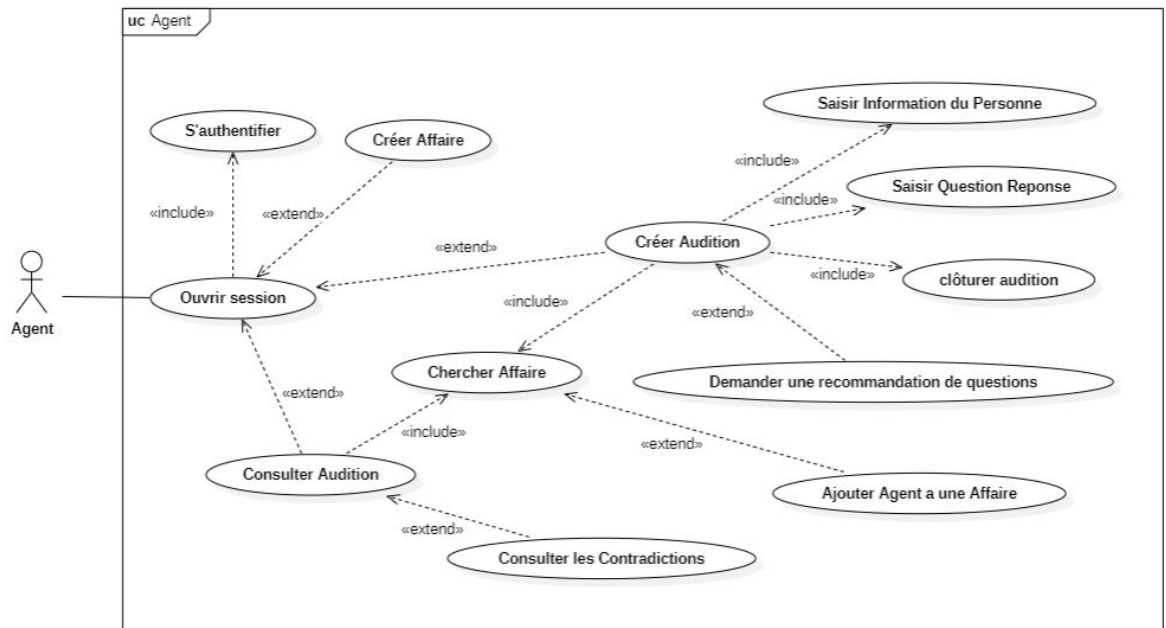 uc Agent
Saisir Information du Personne
S'authentifier
Créer Affaire
«include»
Saisir Question Reponse
«include»
«include»
«extend»
Créer Audition
«extend»
«include»
clôturer audition
Ouvrir session
«include»
«extend»
Agent
Chercher Affaire
Demander une recommandation de questions
«extend»
«include»
«extend»
Consulter Audition
Ajouter Agent a une Affaire
«extend»
Consulter les Contradictions